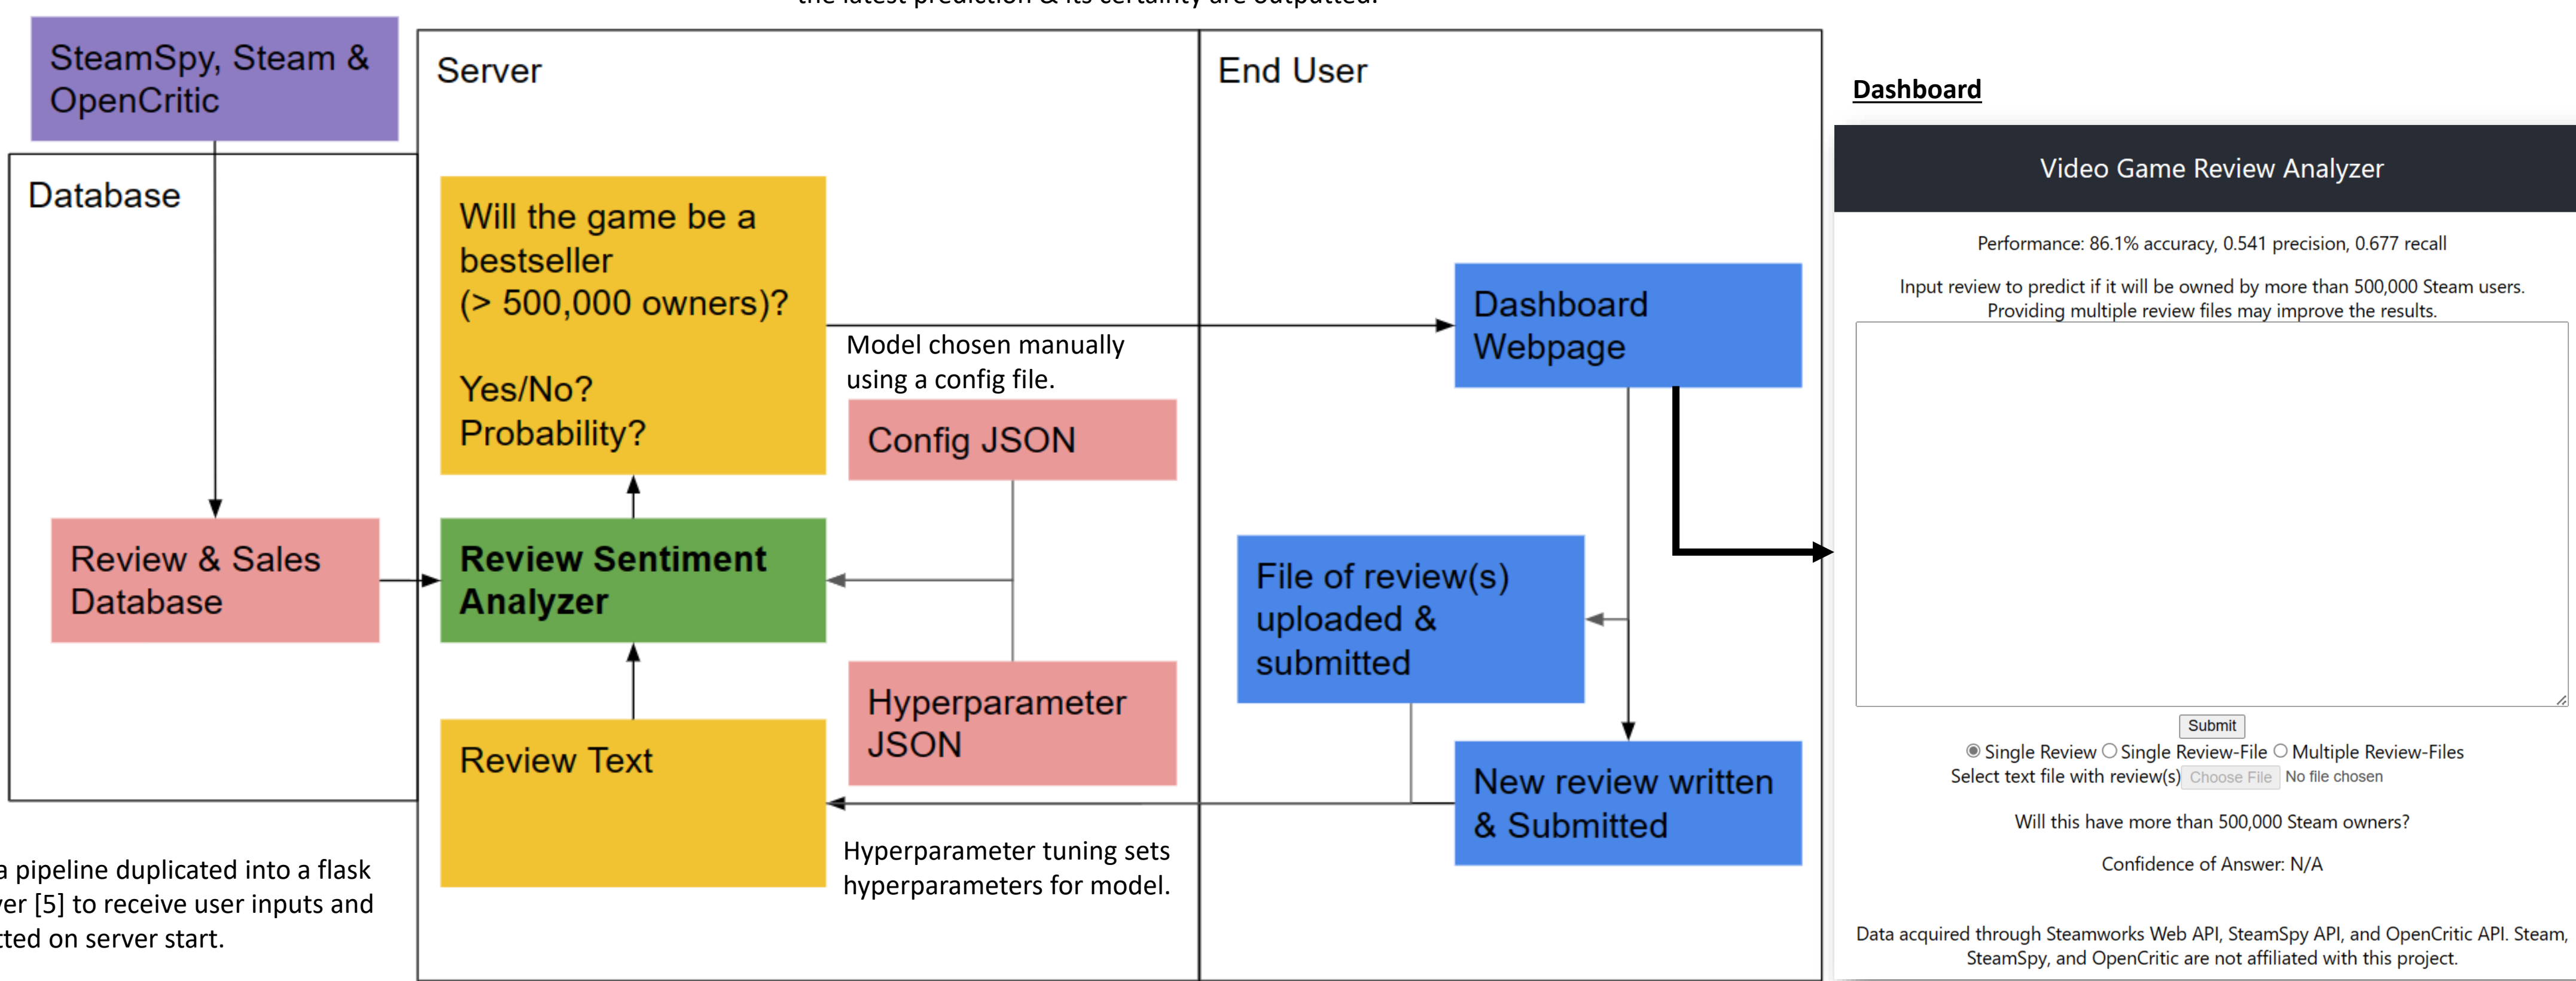 the latest prediction & its certainty are outputted.
SteamSpy, Steam &
OpenCritic
Database
Review & Sales
Database
a pipeline duplicated into a flask
er [5] to receive user inputs and
tted on server start.
Server
Will the game be a
bestseller
(> 500,000 owners)?
Yes/No?
Probability?
Model chosen manually
using a config file.
Config JSON
Review Sentiment
Analyzer
Hyperparameter
JSON
Review Text
Hyperparameter tuning sets
hyperparameters for model.
End User
Dashboard
Webpage
File of review(s)
uploaded &
submitted
New review written
& Submitted
Dashboard
Video Game Review Analyzer
Performance: 86.1% accuracy, 0.541 precision, 0.677 recall
Input review to predict if it will be owned by more than 500,000 Steam users.
Providing multiple review files may improve the results.
Submit
Single Review Single Review-File Multiple Review-Files
Select text file with review(s) Choose File No file chosen
Will this have more than 500,000 Steam owners?
Confidence of Answer: N/A
Data acquired through Steamworks Web API, SteamSpy API, and OpenCritic API. Steam,
SteamSpy, and OpenCritic are not affiliated with this project.